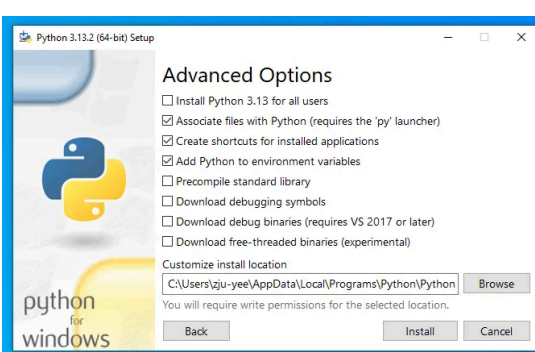 Python 3.13.2 (64-bit) Setup
Advanced Options
Install Python 3.13 for all users
Associate files with Python (requires the 'py' launcher)
Create shortcuts for installed applications
Add Python to environment variables
Precompile standard library
Download debugging symbols
Download debug binaries (requires VS 2017 or later)
Download free-threaded binaries (experimental)
Customize install location
C:\Users\zju-yee\AppData\Local\Programs\Python\Python Browse
You will require write permissions for the selected location.
python
for
windows
Back Install Cancel